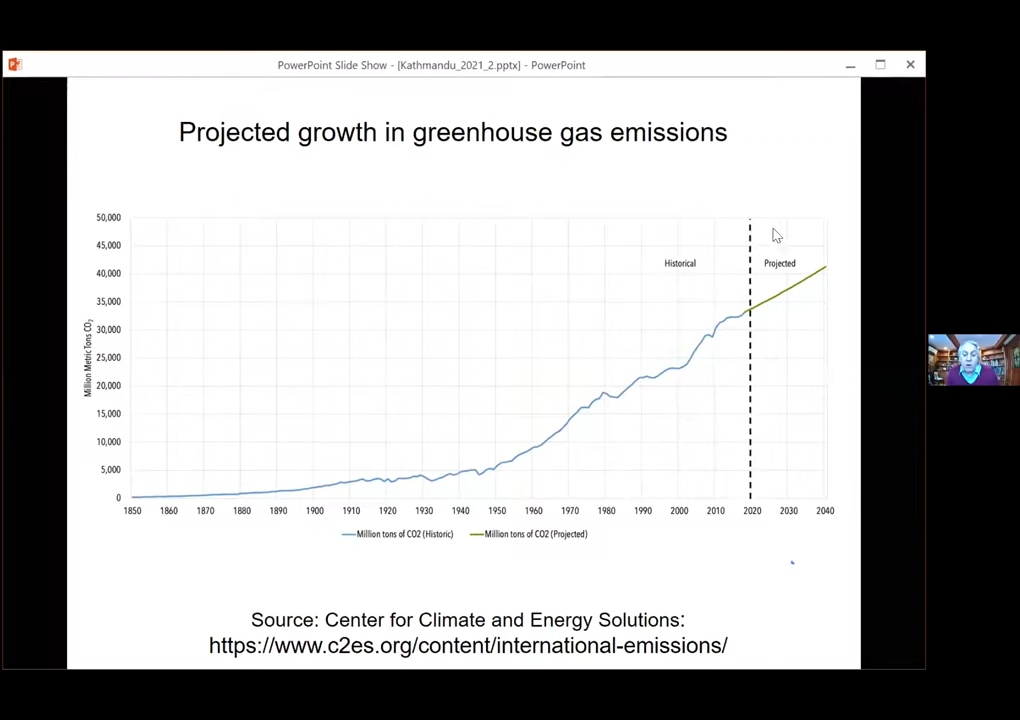 PowerPoint Slide Show - [Kathmandu_2021_2.pptx] - PowerPoint
Projected growth in greenhouse gas emissions
50,000
45,000
40,000
35,000
30,000
25,000
20,000
15,000
10,000
5,000
0
Million Metric Tons CO₂
Historical
Projected
1850 1860 1870 1880 1890 1900 1910 1920 1930 1940 1950 1960 1970 1980 1990 2000 2010 2020 2030 2040
Million tons of CO2 (Historic) Million tons of CO2 (Projected)
Source: Center for Climate and Energy Solutions:
https://www.c2es.org/content/international-emissions/